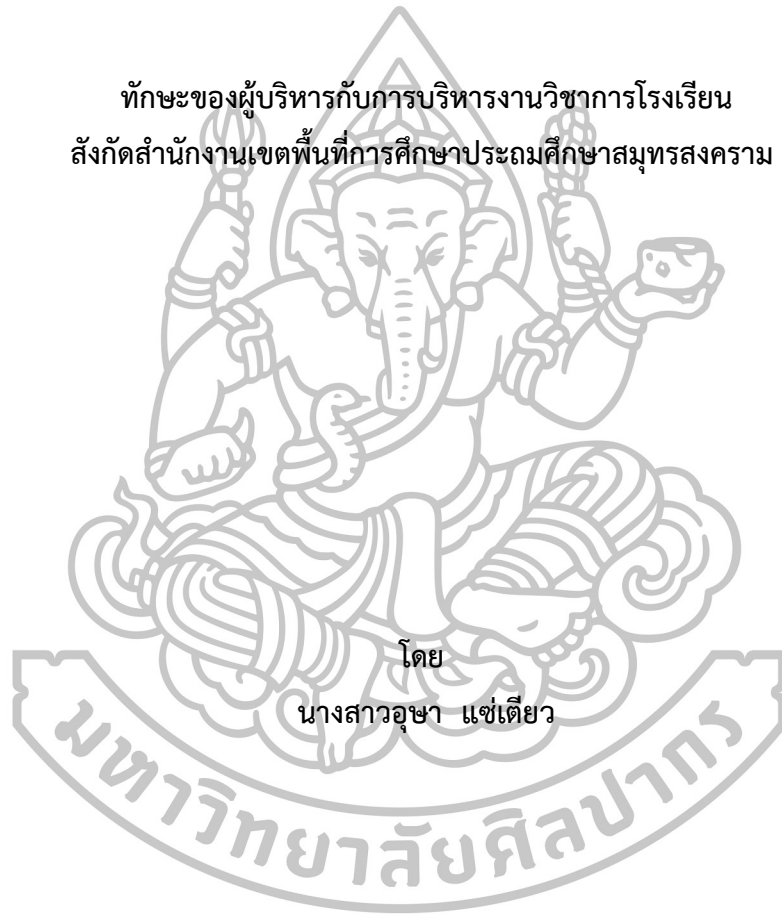 ทักษะของผู้บริหารกับการบริหารงานวิชาการโรงเรียน
สังกัดสำนักงานเขตพื้นที่การศึกษาประถมศึกษาสมุทรสงคราม
โดย
นางสาวอุษา แซ่เตียว
มหาวิทยาลัยศิลปากร